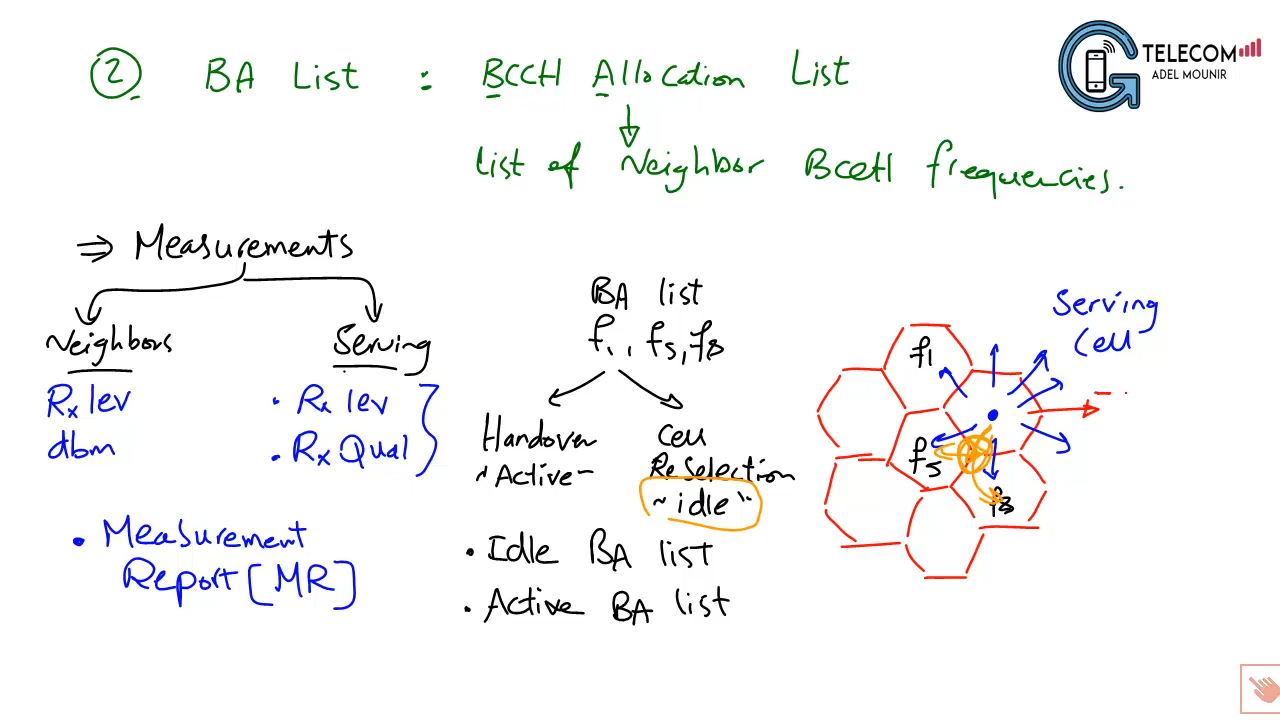 ② BA List : BCCH Allocation List
List of Neighbor BCCH frequencies.
TELECOM
ADEL MOUNIR
⇒ Measurements
Neighbors
Rx lev
dbm
Serving
• Rx lev
• Rx Qual
• Measurement
Report [MR]
BA list
f1, f5, f8
Handover
"Active"
Cell
ReSelection
"idle"
• Idle BA list
• Active BA list
Serving
Cell
f1
f5
f8